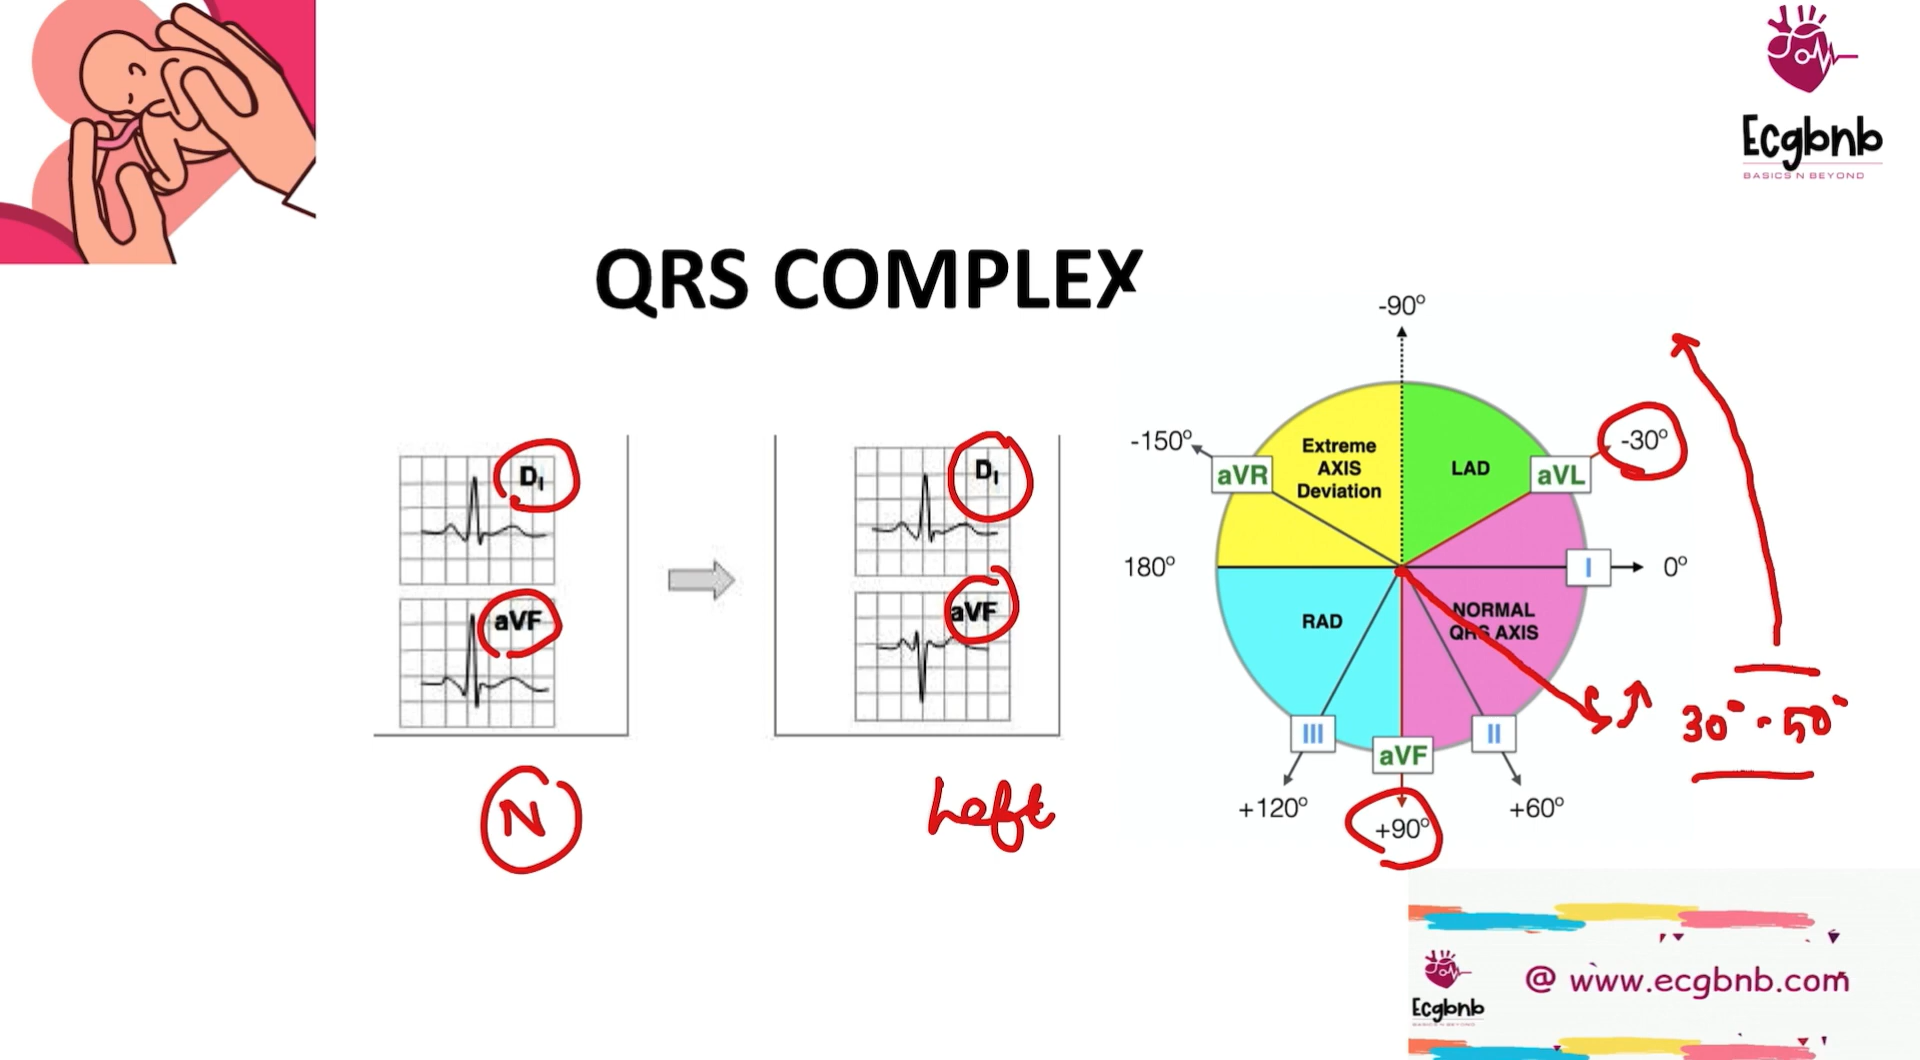 Ecgbnb
BASICS N BEYOND
QRS COMPLEX
DI
aVF
N
DI
aVF
Left
-90°
-150°
aVR
Extreme
AXIS
Deviation
LAD
aVL
-30°
180°
I
0°
RAD
NORMAL
QRS AXIS
III
aVF
II
+120°
+90°
+60°
30° - 50°
@ www.ecgbnb.com
Ecgbnb